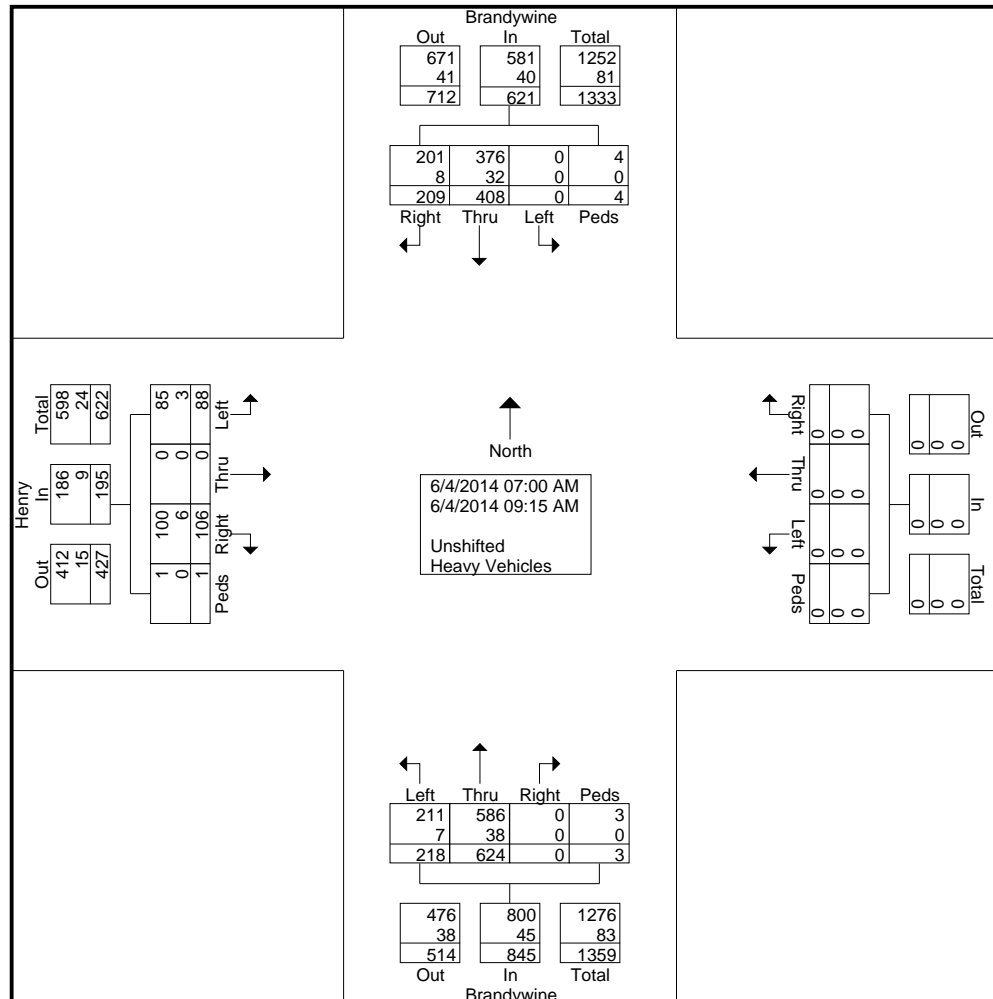 Brandywine
Out In Total
671 581 1252
41 40 81
712 621 1333
201 376 0 4
8 32 0 0
209 408 0 4
Right Thru Left Peds
Henry
Total In Out
598 186 412
24 9 15
622 195 427
85 0 100 1
3 0 6 0
88 0 106 1
Left Thru Right Peds
North
6/4/2014 07:00 AM
6/4/2014 09:15 AM
Unshifted
Heavy Vehicles
Right Thru Left Peds
0 0 0 0
0 0 0 0
0 0 0 0
Out In Total
0 0 0
0 0 0
0 0 0
Left Thru Right Peds
211 586 0 3
7 38 0 0
218 624 0 3
476 800 1276
38 45 83
514 845 1359
Out In Total
Brandywine